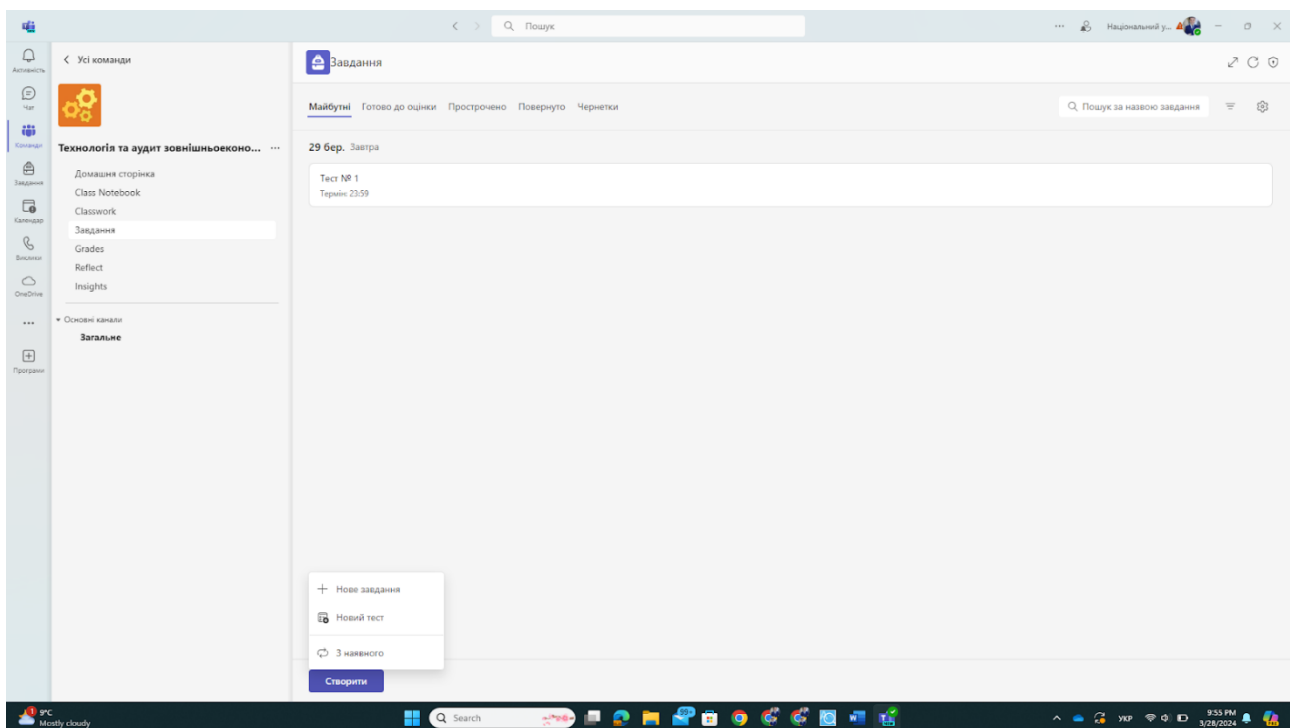 Пошук
Національний у...
Активність
Чат
Команди
Завдання
Календар
Виклики
OneDrive
Програми
Усі команди
Технологія та аудит зовнішньоеконо... ...
Домашня сторінка
Class Notebook
Classwork
Завдання
Grades
Reflect
Insights
Основні канали
Загальне
Завдання
Майбутні Готово до оцінки Прострочено Повернуто Чернетки
Пошук за назвою завдання
29 бер. Завтра
Тест № 1
Термін: 23:59
Нове завдання
Новий тест
З наявного
Створити
1
9°C
Mostly cloudy
Search
99+
УКР
9:55 PM
3/28/2024